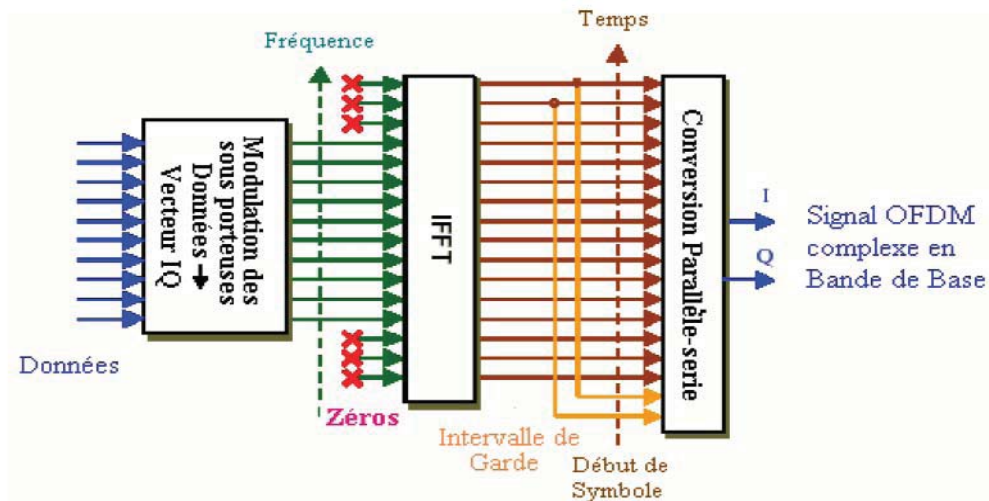 Temps
Fréquence
Modulation des
sous porteuses
Données
Vecteur IQ
IFFT
Conversion Parallèle-serie
I
Q
Signal OFDM
complexe en
Bande de Base
Données
Zéros
Intervalle de
Garde
Début de
Symbole